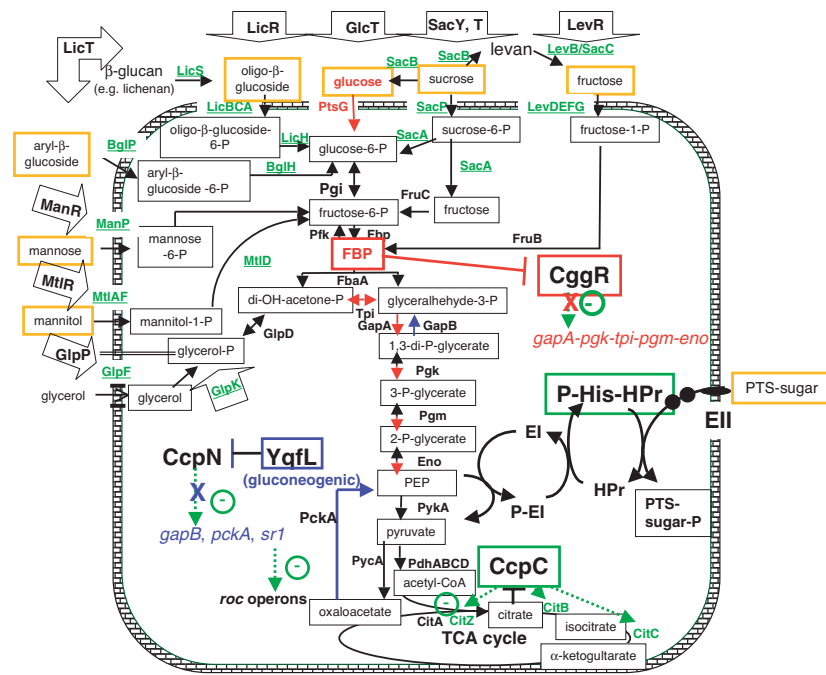 LicR
GlcT
SacY, T
LevR
LicT
β-glucan
(e.g. lichenan)
LicS
oligo-β-
glucoside
glucose
SacB
SacB
sucrose
levan
LevB/SacC
fructose
LicBCA
PtsG
SacP
LevDEFG
oligo-β-glucoside-
6-P
LicH
glucose-6-P
SacA
sucrose-6-P
fructose-1-P
aryl-β-
glucoside
BglP
aryl-β-
glucoside -6-P
BglH
SacA
Pgi
ManR
ManP
fructose-6-P
FruC
fructose
mannose
mannose
-6-P
Pfk
Fbp
FruB
MtlR
MtlD
FBP
CggR
FbaA
MtlAF
di-OH-acetone-P
glyceralhehyde-3-P
X
-
mannitol
mannitol-1-P
Tpi
GapA
GapB
gapA-pgk-tpi-pgm-eno
GlpD
GlpP
glycerol-P
1,3-di-P-glycerate
GlpF
Pgk
glycerol
glycerol
GlpK
3-P-glycerate
P-His-HPr
PTS-sugar
Pgm
EII
2-P-glycerate
EI
CcpN
YqfL
Eno
(gluconeogenic)
PEP
HPr
X
-
P-EI
PTS-
sugar-P
PckA
PykA
gapB, pckA, sr1
pyruvate
-
PycA
PdhABCD
CcpC
acetyl-CoA
roc operons
oxaloacetate
-
CitA
CitZ
citrate
CitB
isocitrate
CitC
TCA cycle
α-ketogultarate